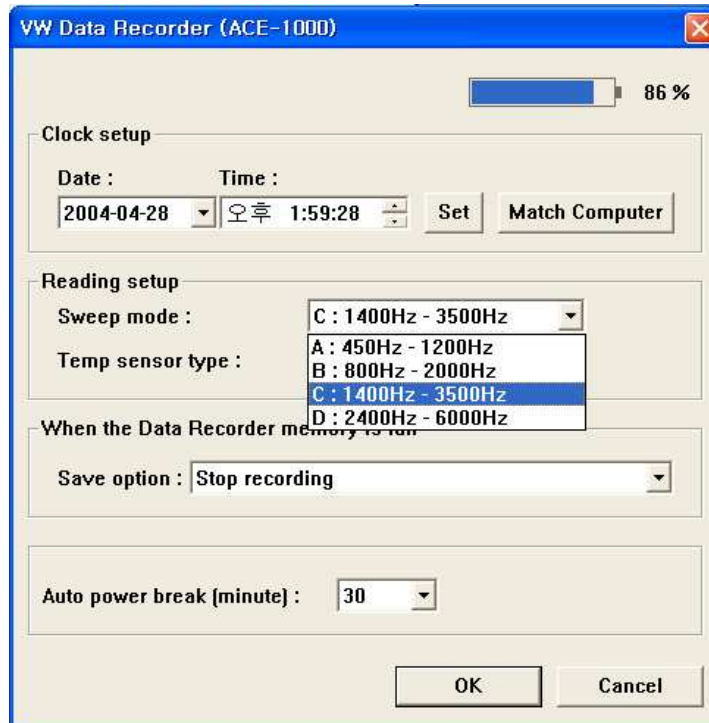 VW Data Recorder (ACE-1000)
86 %
Clock setup
Date :
Time :
2004-04-28
오후 1:59:28
Set
Match Computer
Reading setup
Sweep mode :
C : 1400Hz - 3500Hz
Temp sensor type :
A : 450Hz - 1200Hz
B : 800Hz - 2000Hz
C : 1400Hz - 3500Hz
D : 2400Hz - 6000Hz
When the Data Recorder memory is full
Save option :
Stop recording
Auto power break (minute) :
30
OK
Cancel